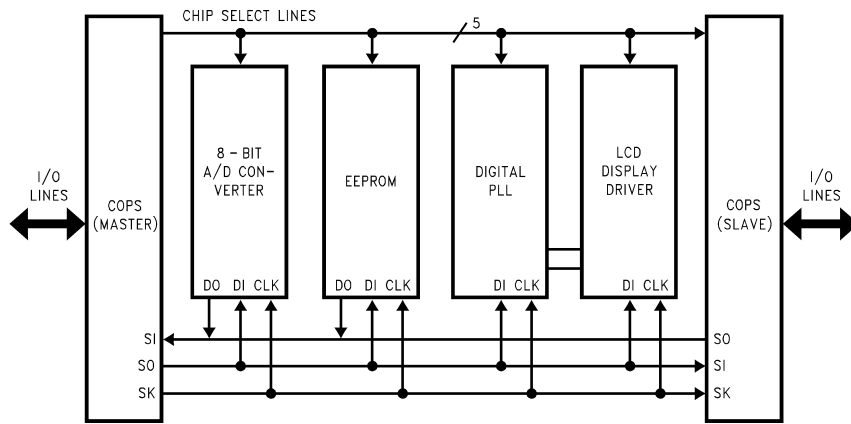 CHIP SELECT LINES
5
I/O
LINES
COPS
(MASTER)
8 – BIT
A/D CON–
VERTER
EEPROM
DIGITAL
PLL
LCD
DISPLAY
DRIVER
COPS
(SLAVE)
I/O
LINES
DO DI CLK
DO DI CLK
DI CLK
DI CLK
SI
SO
SO
SI
SK
SK